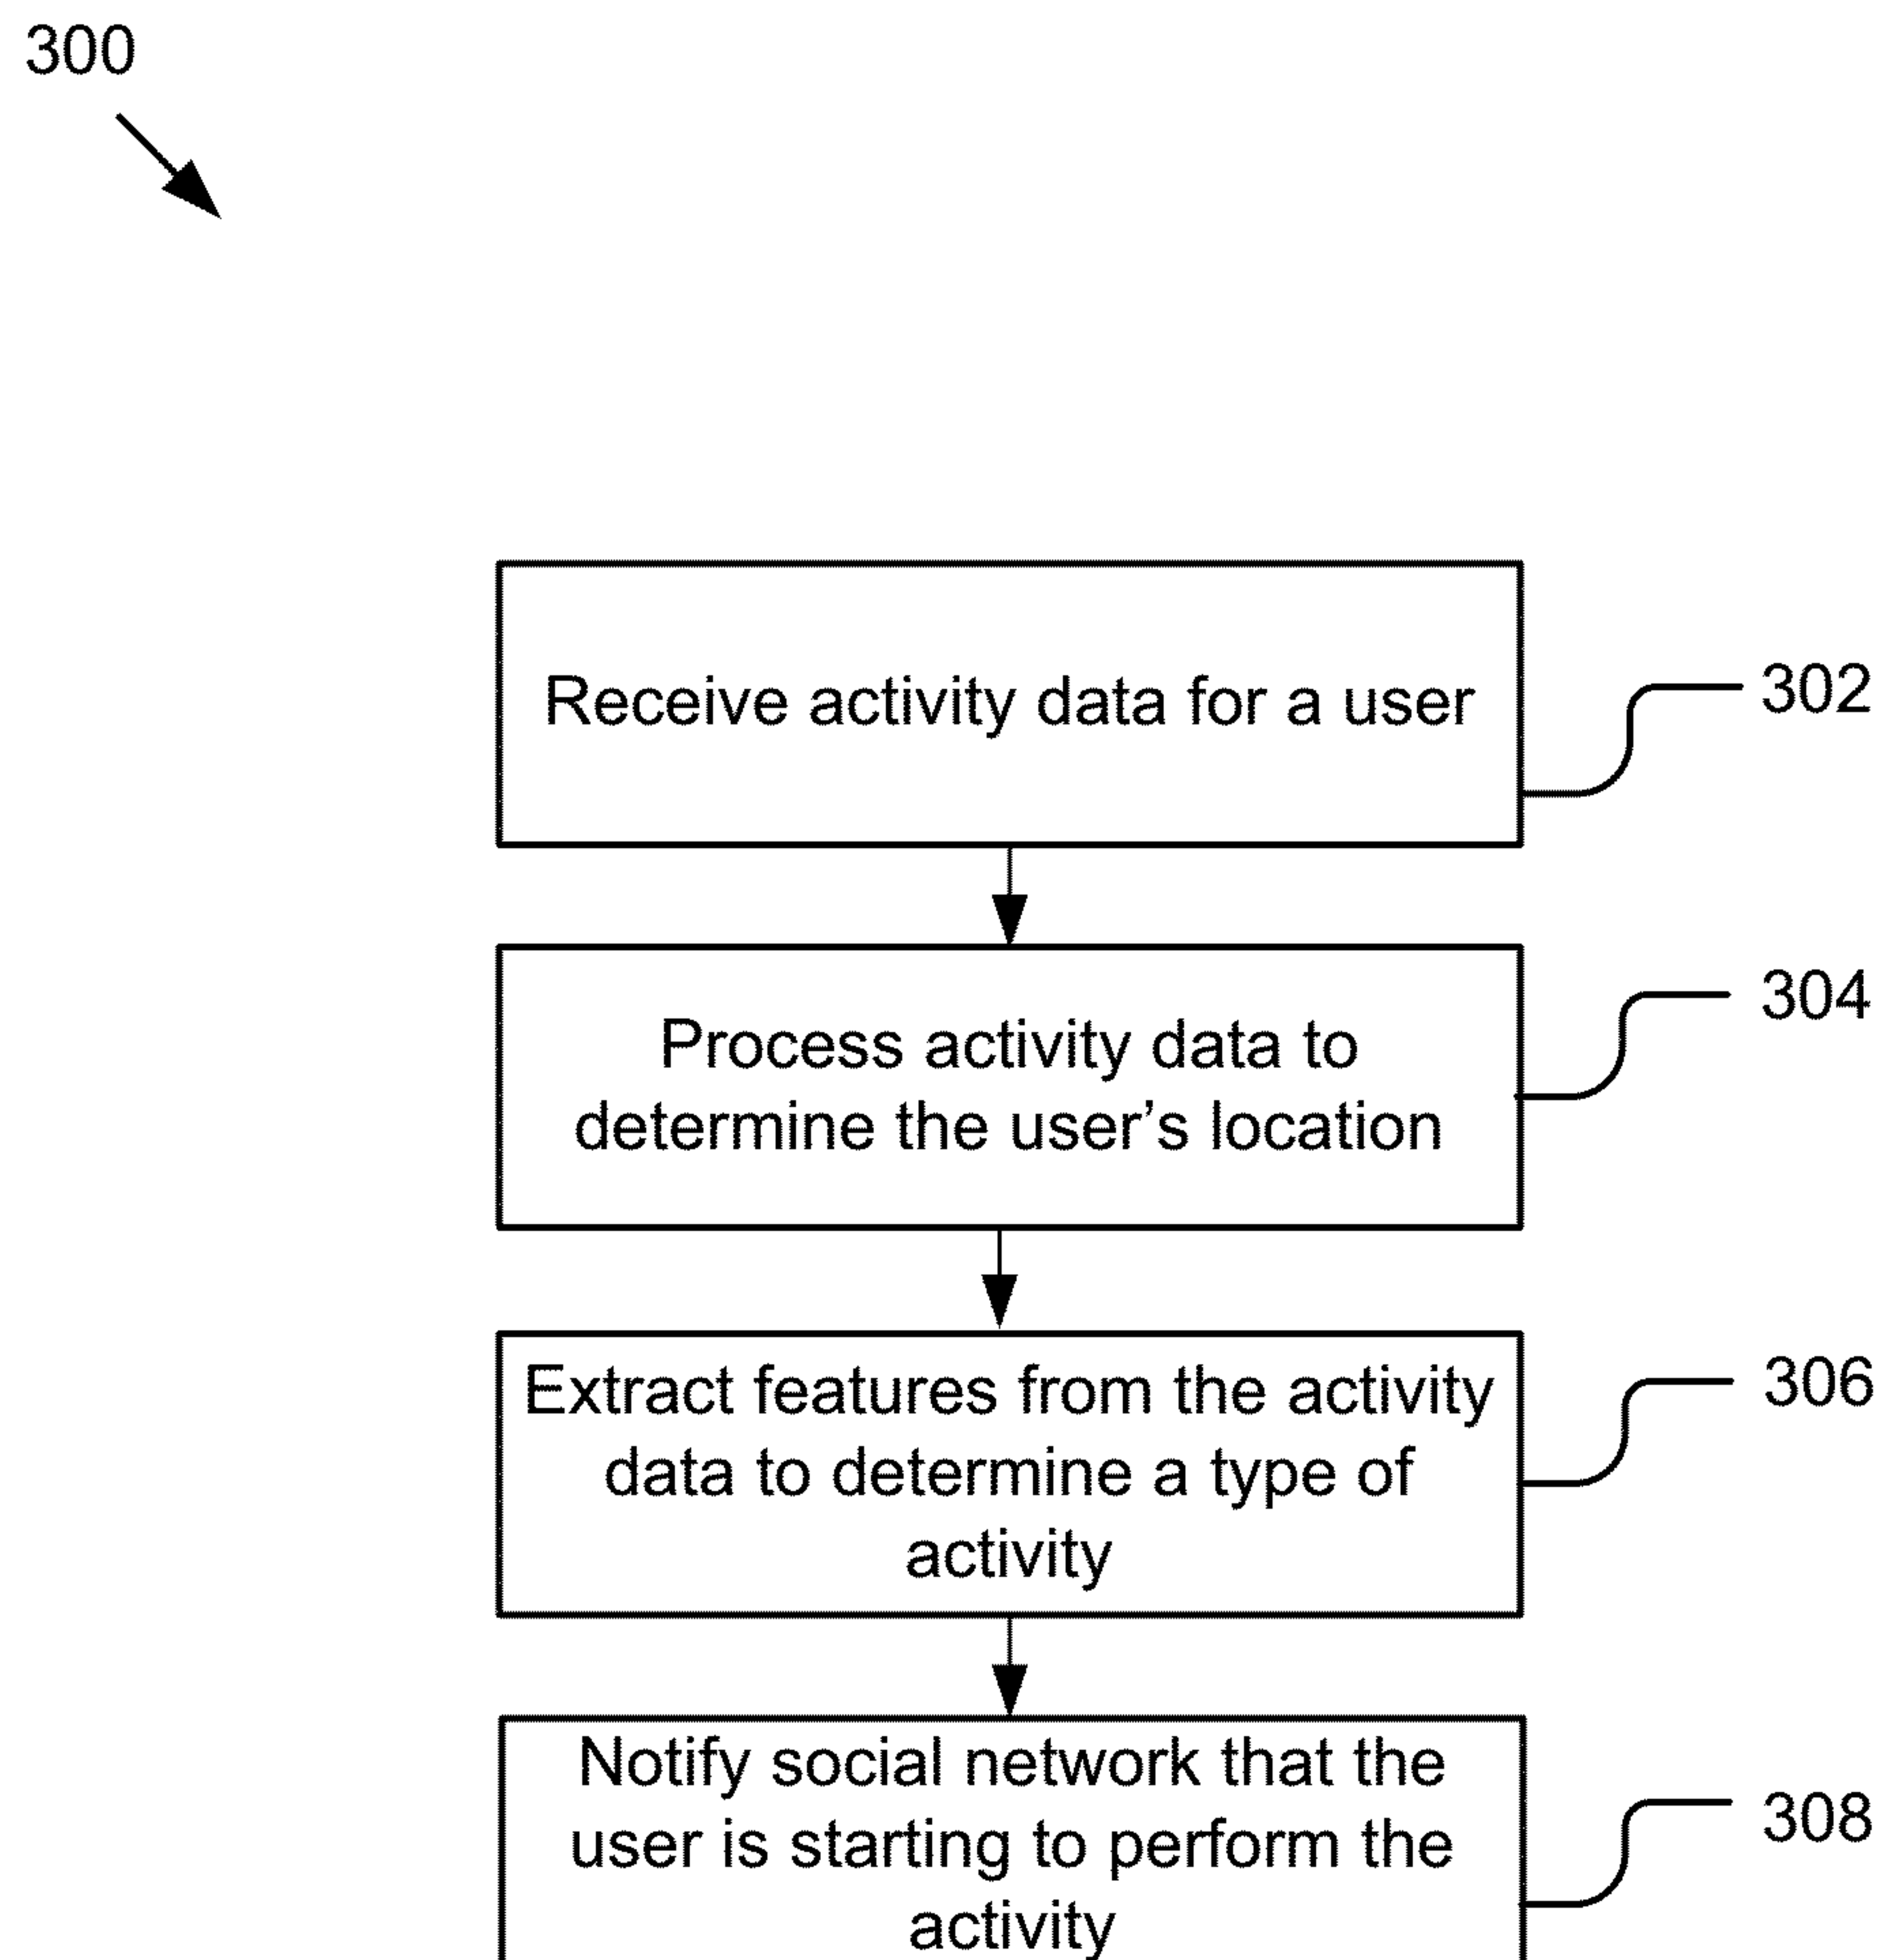 300
Receive activity data for a user
302
Process activity data to
determine the user’s location
304
Extract features from the activity
data to determine a type of
activity
306
Notify social network that the
user is starting to perform the
activity
308